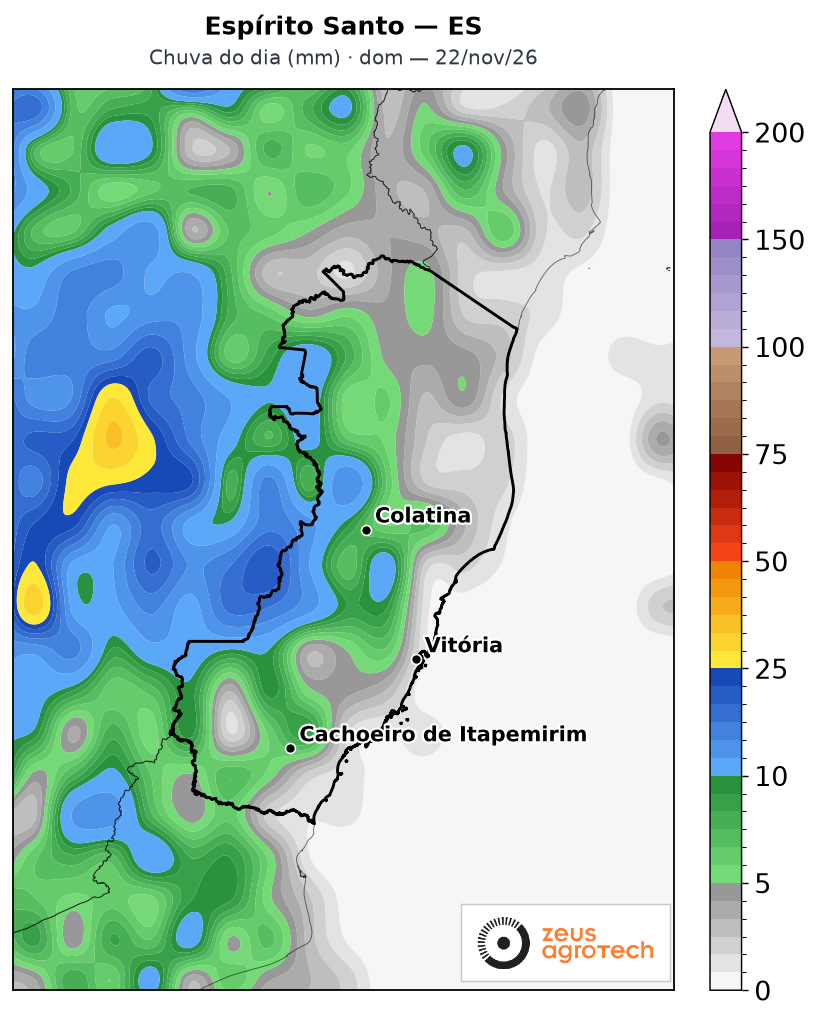 Espírito Santo — ES
Chuva do dia (mm) · dom — 22/nov/26
200
150
100
75
50
25
10
5
0
Colatina
Vitória
Cachoeiro de Itapemirim
zeus
agrotech